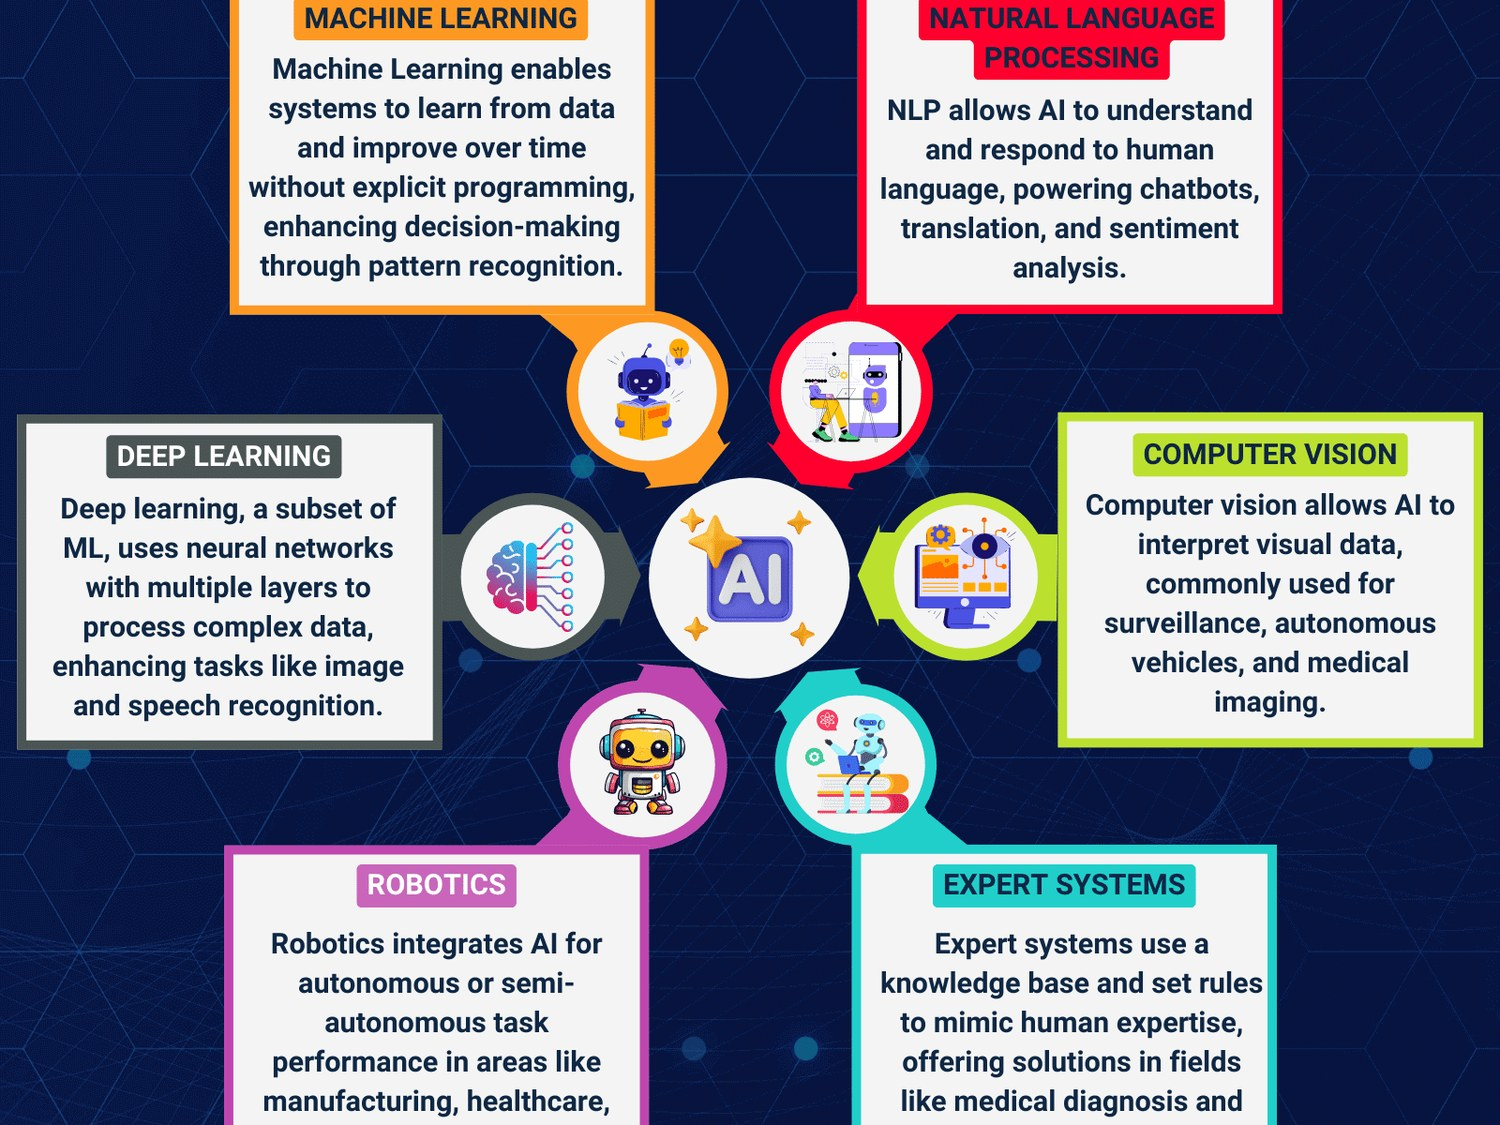 MACHINE LEARNING
Machine Learning enables
systems to learn from data
and improve over time
without explicit programming,
enhancing decision-making
through pattern recognition.
NATURAL LANGUAGE
PROCESSING
NLP allows AI to understand
and respond to human
language, powering chatbots,
translation, and sentiment
analysis.
DEEP LEARNING
Deep learning, a subset of
ML, uses neural networks
with multiple layers to
process complex data,
enhancing tasks like image
and speech recognition.
AI
COMPUTER VISION
Computer vision allows AI to
interpret visual data,
commonly used for
surveillance, autonomous
vehicles, and medical
imaging.
ROBOTICS
Robotics integrates AI for
autonomous or semi-
autonomous task
performance in areas like
manufacturing, healthcare,
EXPERT SYSTEMS
Expert systems use a
knowledge base and set rules
to mimic human expertise,
offering solutions in fields
like medical diagnosis and